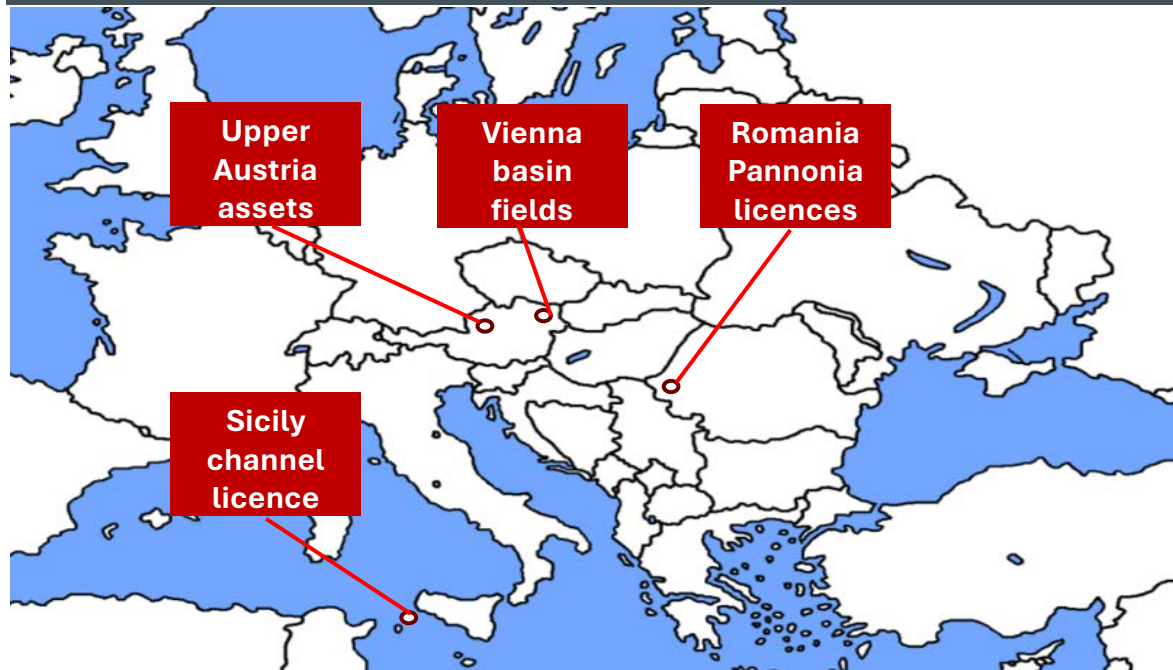 Upper
Austria
assets
Vienna
basin
fields
Romania
Pannonia
licences
Sicily
channel
licence